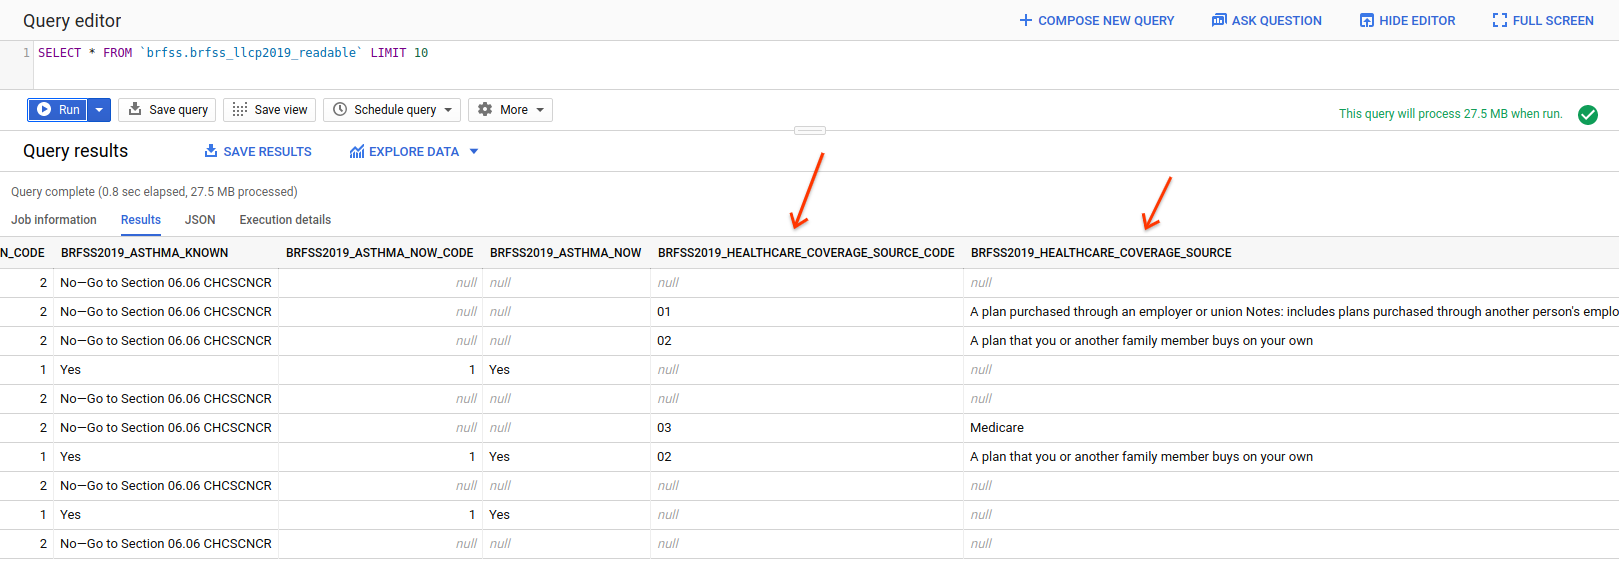 Query editor COMPOSE NEW QUERY ASK QUESTION HIDE EDITOR FULL SCREEN
1 SELECT * FROM `brfss.brfss_llcp2019_readable` LIMIT 10
Run Save query Save view Schedule query More This query will process 27.5 MB when run.
Query results SAVE RESULTS EXPLORE DATA
Query complete (0.8 sec elapsed, 27.5 MB processed)
Job information Results JSON Execution details
N_CODE BRFSS2019_ASTHMA_KNOWN BRFSS2019_ASTHMA_NOW_CODE BRFSS2019_ASTHMA_NOW BRFSS2019_HEALTHCARE_COVERAGE_SOURCE_CODE BRFSS2019_HEALTHCARE_COVERAGE_SOURCE
2 No—Go to Section 06.06 CHCSCNCR null null null null
2 No—Go to Section 06.06 CHCSCNCR null null 01 A plan purchased through an employer or union Notes: includes plans purchased through another person's emplo
2 No—Go to Section 06.06 CHCSCNCR null null 02 A plan that you or another family member buys on your own
1 Yes 1 Yes null null
2 No—Go to Section 06.06 CHCSCNCR null null null null
2 No—Go to Section 06.06 CHCSCNCR null null 03 Medicare
1 Yes 1 Yes 02 A plan that you or another family member buys on your own
2 No—Go to Section 06.06 CHCSCNCR null null null null
1 Yes 1 Yes null null
2 No—Go to Section 06.06 CHCSCNCR null null null null